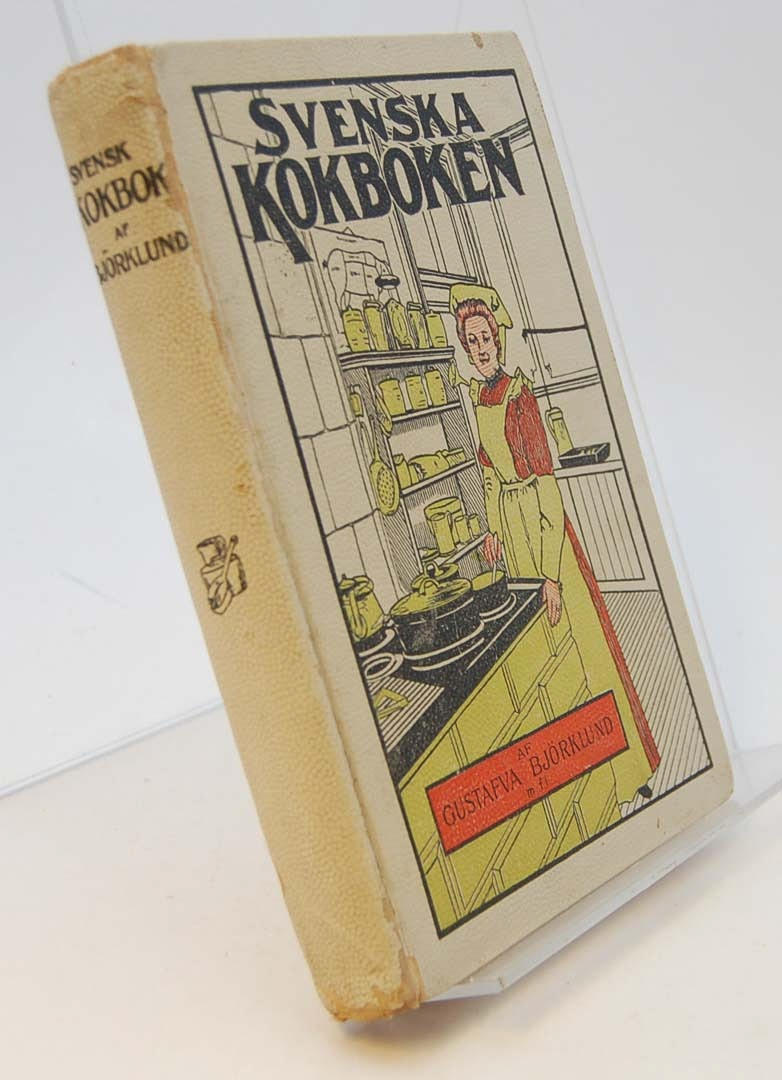 SVENSK
KOKBOK
AF
BJÖRKLUND
SVENSKA
KOKBOKEN
AF
GUSTAFVA BJÖRKLUND
m fl